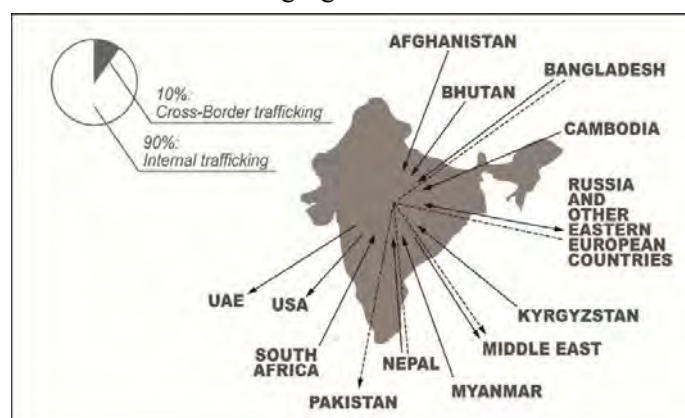 AFGHANISTAN
BANGLADESH
BHUTAN
10%:
Cross-Border trafficking
CAMBODIA
90%:
Internal trafficking
RUSSIA
AND
OTHER
EASTERN
EUROPEAN
COUNTRIES
UAE
USA
KYRGYZSTAN
SOUTH
AFRICA
NEPAL
MIDDLE EAST
MYANMAR
PAKISTAN